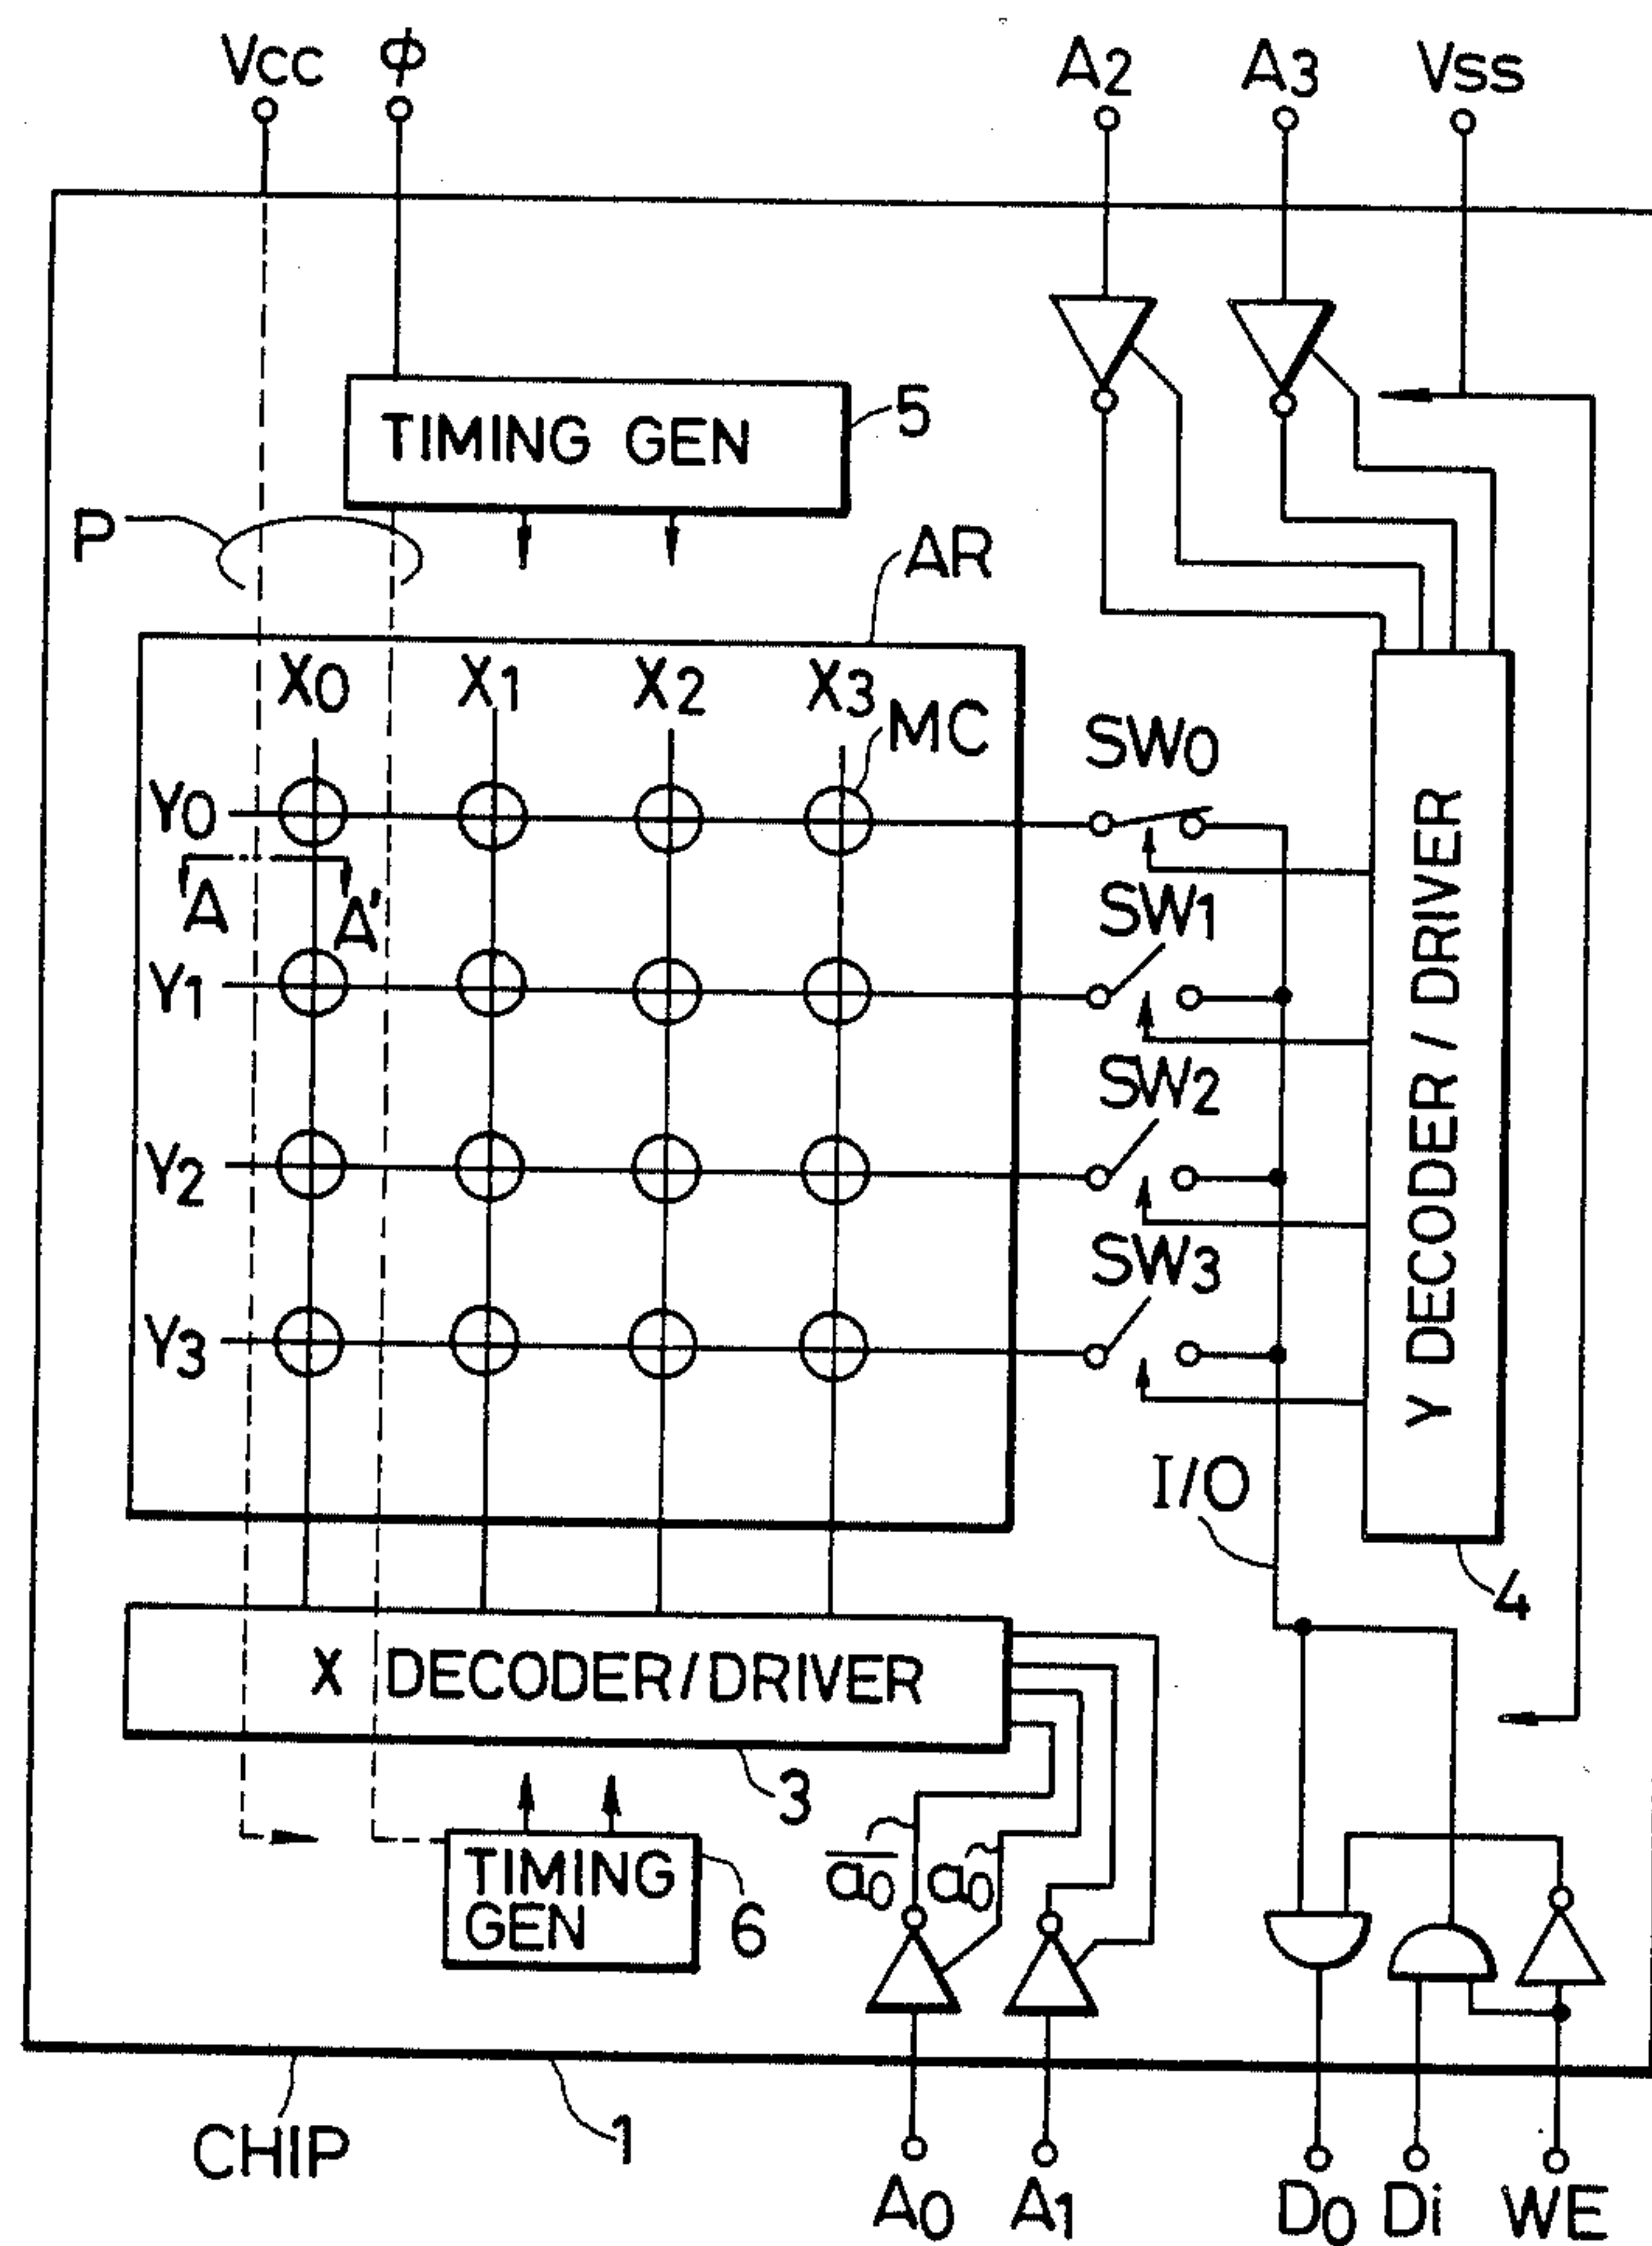 Vcc ϕ A2 A3 Vss
TIMING GEN 5
P
AR
X0 X1 X2 X3
MC
Y0
SW0
A A'
SW1
Y1
SW2
Y2
SW3
Y3
Y DECODER / DRIVER
I/O
4
X DECODER/DRIVER
3
TIMING
GEN
6
a̅0̅ a0
CHIP 1
A0 A1 D0 Di WE